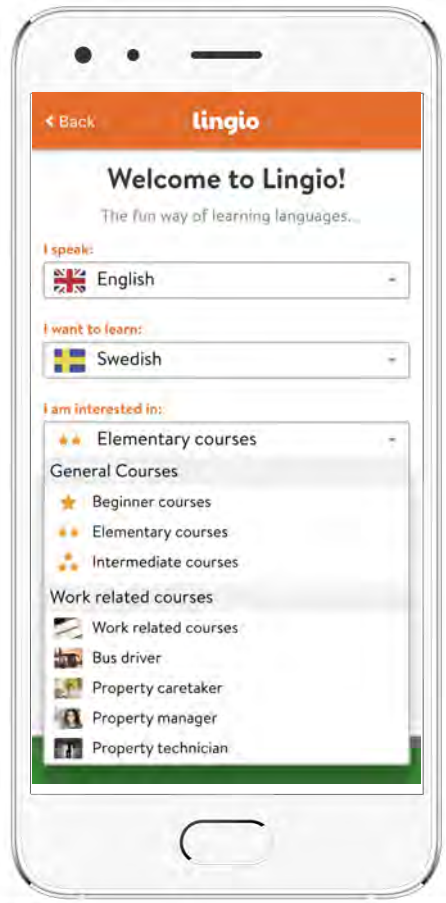 Back
lingio
Welcome to Lingio!
The fun way of learning languages...
I speak:
English
I want to learn:
Swedish
I am interested in:
Elementary courses
General Courses
Beginner courses
Elementary courses
Intermediate courses
Work related courses
Work related courses
Bus driver
Property caretaker
Property manager
Property technician